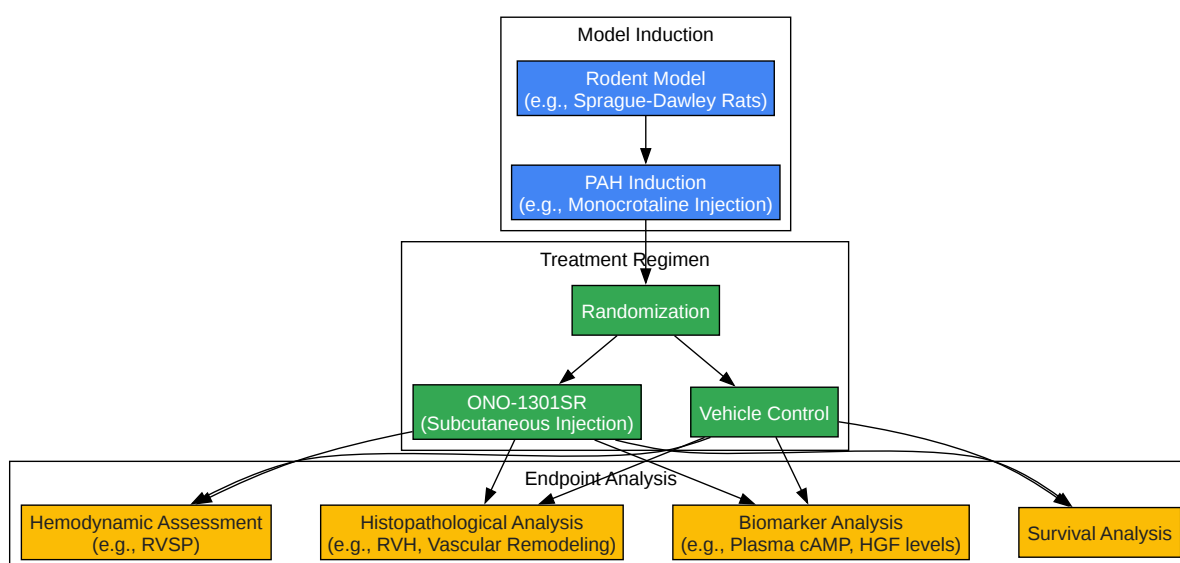 Model Induction
Rodent Model
(e.g., Sprague-Dawley Rats)
PAH Induction
(e.g., Monocrotaline Injection)
Treatment Regimen
Randomization
ONO-1301SR
(Subcutaneous Injection)
Vehicle Control
Endpoint Analysis
Hemodynamic Assessment
(e.g., RVSP)
Histopathological Analysis
(e.g., RVH, Vascular Remodeling)
Biomarker Analysis
(e.g., Plasma cAMP, HGF levels)
Survival Analysis